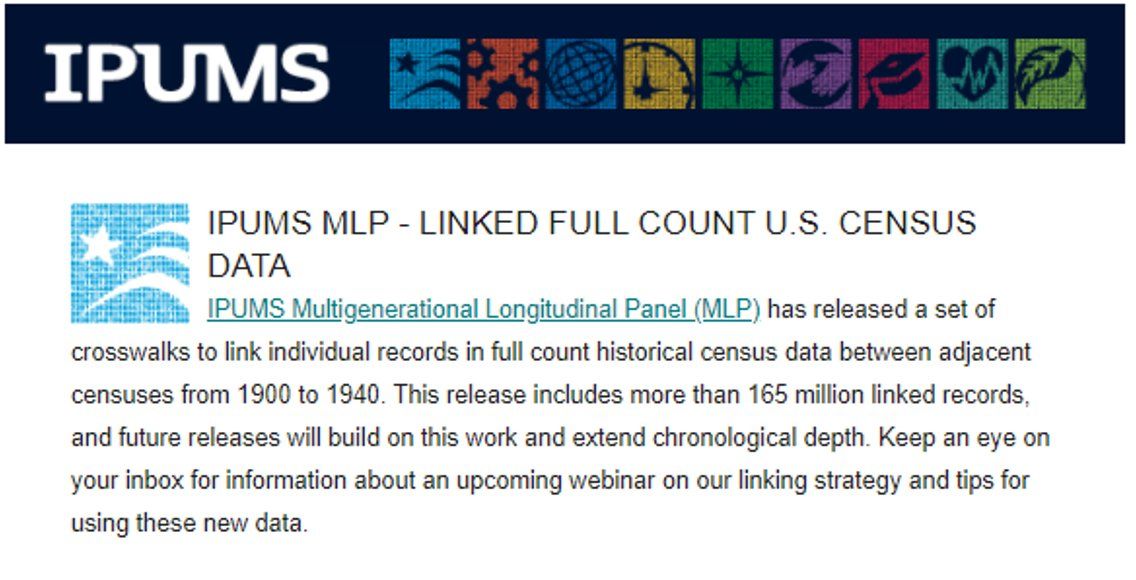 IPUMS
IPUMS MLP - LINKED FULL COUNT U.S. CENSUS
DATA
IPUMS Multigenerational Longitudinal Panel (MLP) has released a set of
crosswalks to link individual records in full count historical census data between adjacent
censuses from 1900 to 1940. This release includes more than 165 million linked records,
and future releases will build on this work and extend chronological depth. Keep an eye on
your inbox for information about an upcoming webinar on our linking strategy and tips for
using these new data.